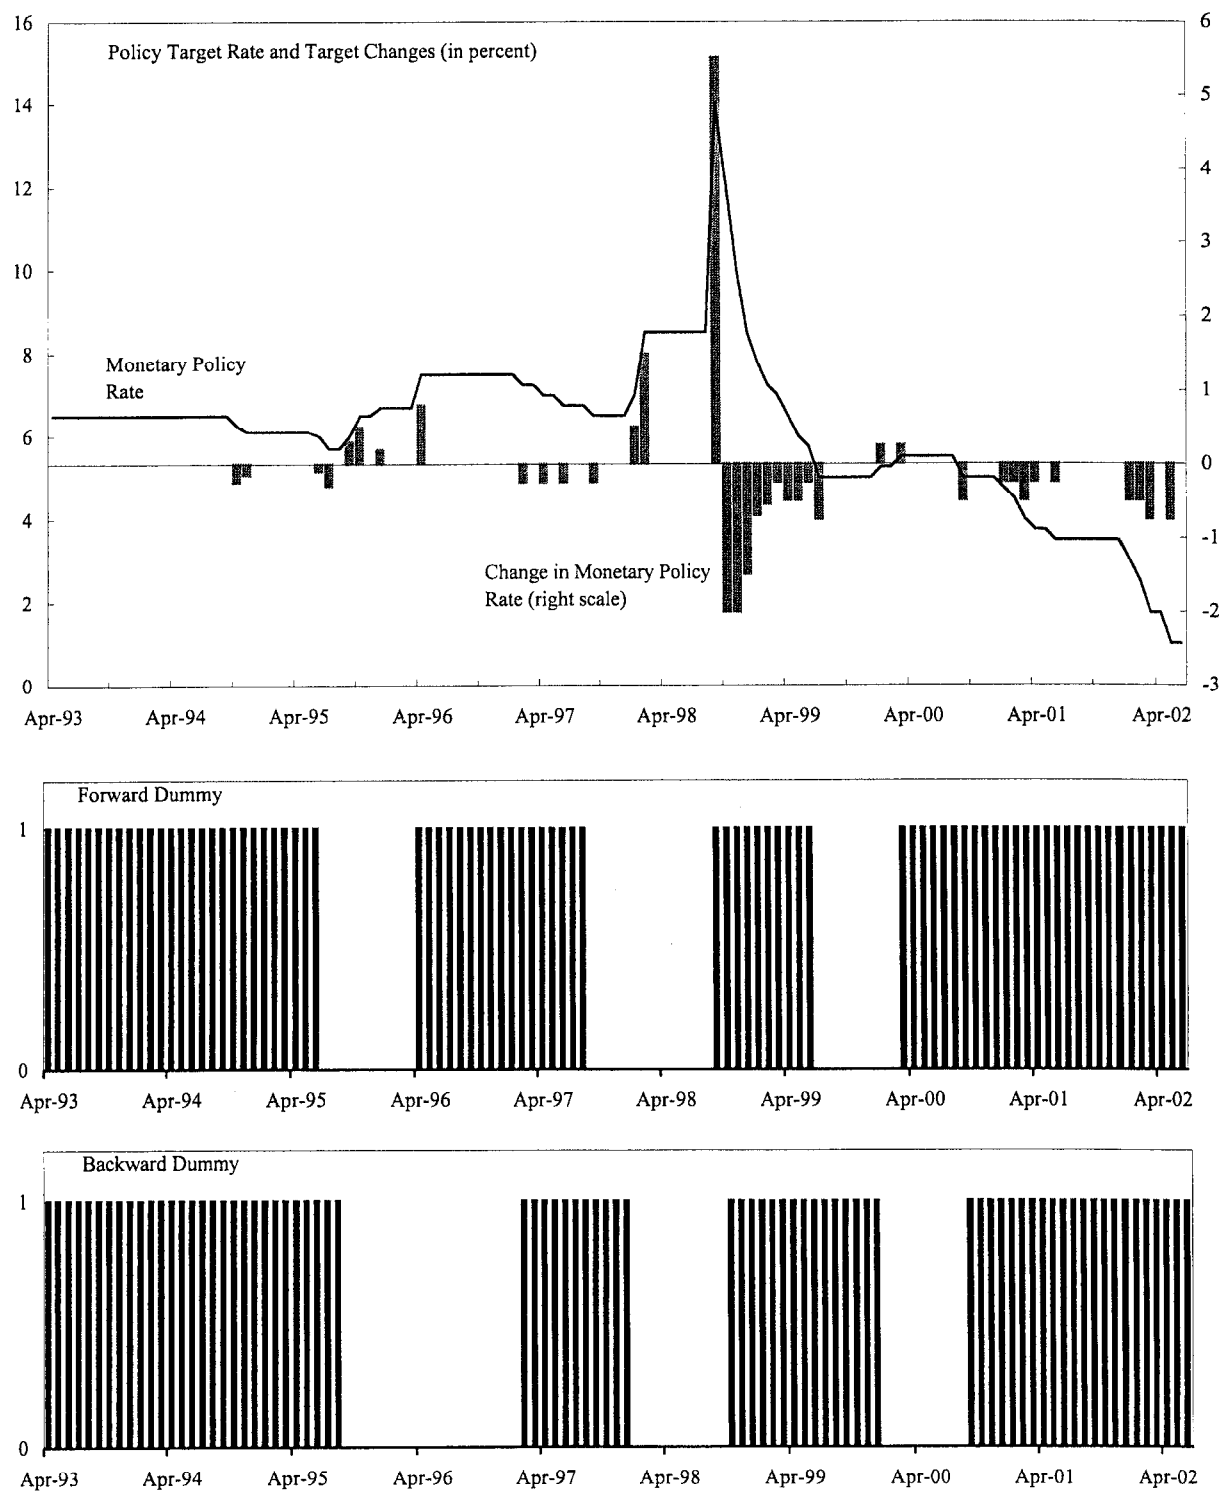 Policy Target Rate and Target Changes (in percent)
16
14
12
10
8
6
4
2
0
6
5
4
3
2
1
0
-1
-2
-3
Monetary Policy
Rate
Change in Monetary Policy
Rate (right scale)
Apr-93 Apr-94 Apr-95 Apr-96 Apr-97 Apr-98 Apr-99 Apr-00 Apr-01 Apr-02
Forward Dummy
1
0
Apr-93 Apr-94 Apr-95 Apr-96 Apr-97 Apr-98 Apr-99 Apr-00 Apr-01 Apr-02
Backward Dummy
1
0
Apr-93 Apr-94 Apr-95 Apr-96 Apr-97 Apr-98 Apr-99 Apr-00 Apr-01 Apr-02